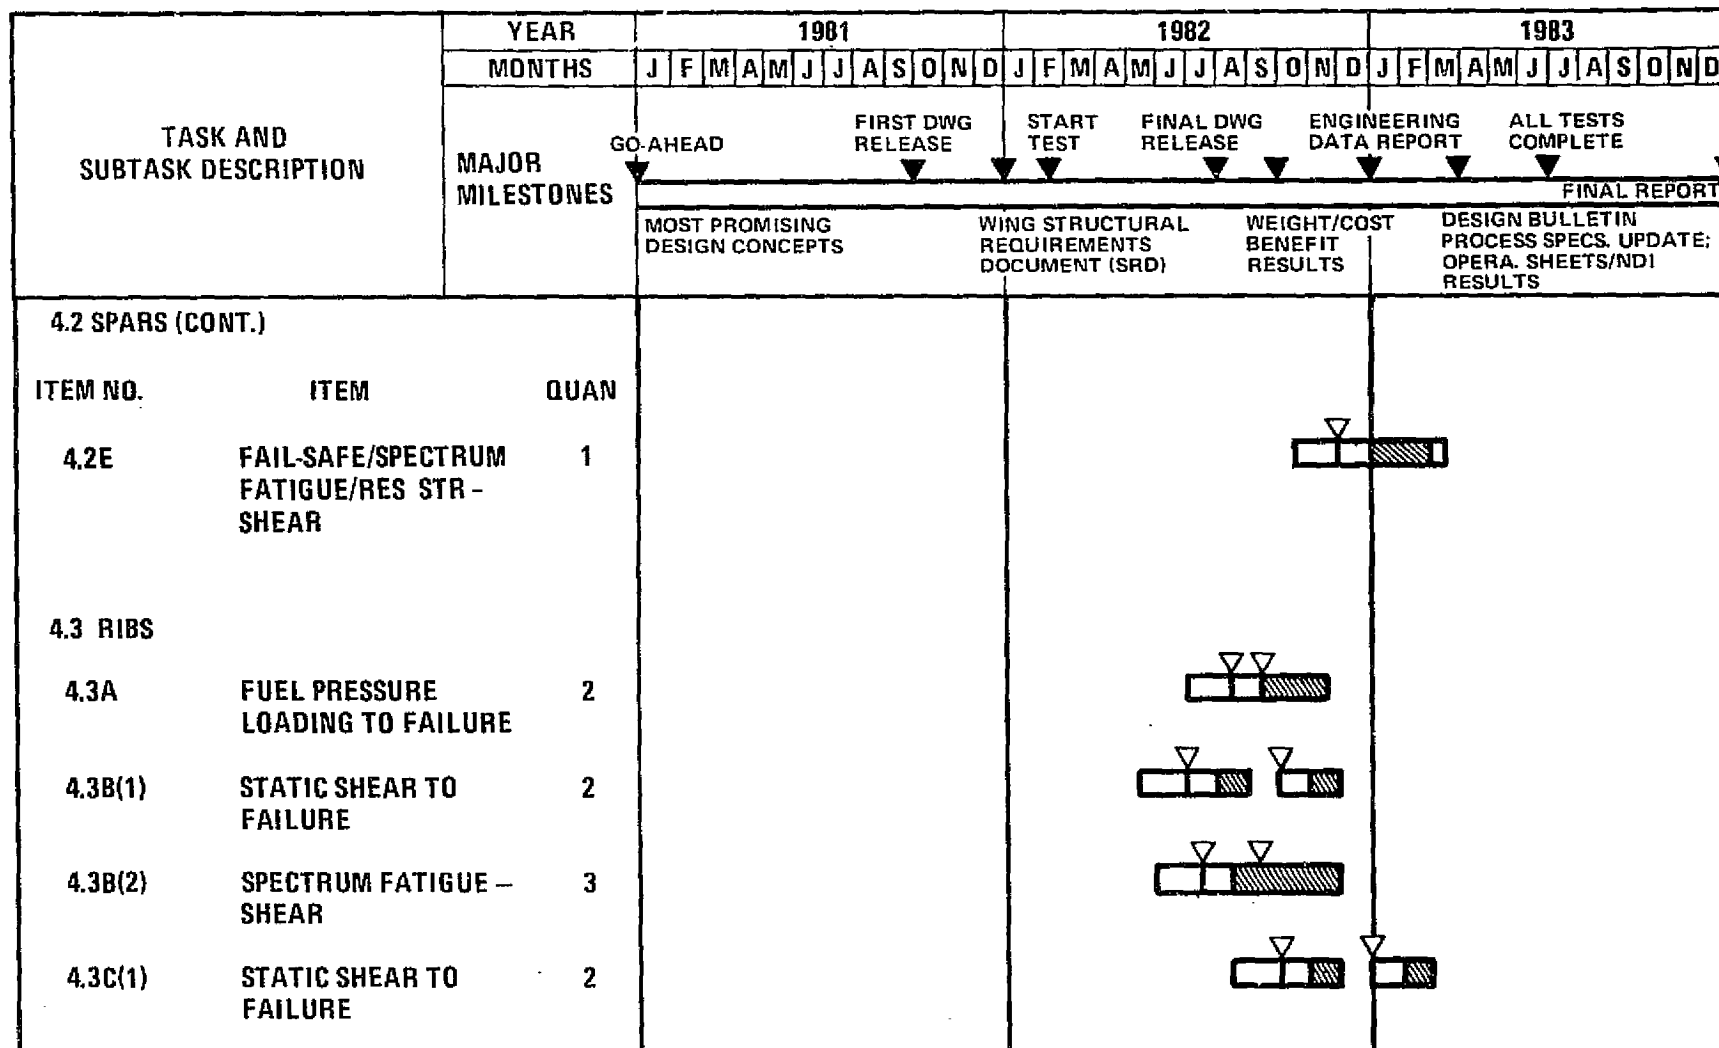 YEAR 1981 1982 1983
MONTHS J F M A M J J A S O N D J F M A M J J A S O N D J F M A M J J A S O N D
TASK AND
SUBTASK DESCRIPTION
MAJOR
MILESTONES
GO-AHEAD
FIRST DWG
RELEASE
START
TEST
FINAL DWG
RELEASE
ENGINEERING
DATA REPORT
ALL TESTS
COMPLETE
FINAL REPORT
MOST PROMISING
DESIGN CONCEPTS
WING STRUCTURAL
REQUIREMENTS
DOCUMENT (SRD)
WEIGHT/COST
BENEFIT
RESULTS
DESIGN BULLETIN
PROCESS SPECS. UPDATE;
OPERA. SHEETS/NDI
RESULTS
4.2 SPARS (CONT.)
ITEM NO. ITEM QUAN
4.2E FAIL-SAFE/SPECTRUM 1
FATIGUE/RES STR –
SHEAR
4.3 RIBS
4.3A FUEL PRESSURE 2
LOADING TO FAILURE
4.3B(1) STATIC SHEAR TO 2
FAILURE
4.3B(2) SPECTRUM FATIGUE – 3
SHEAR
4.3C(1) STATIC SHEAR TO 2
FAILURE